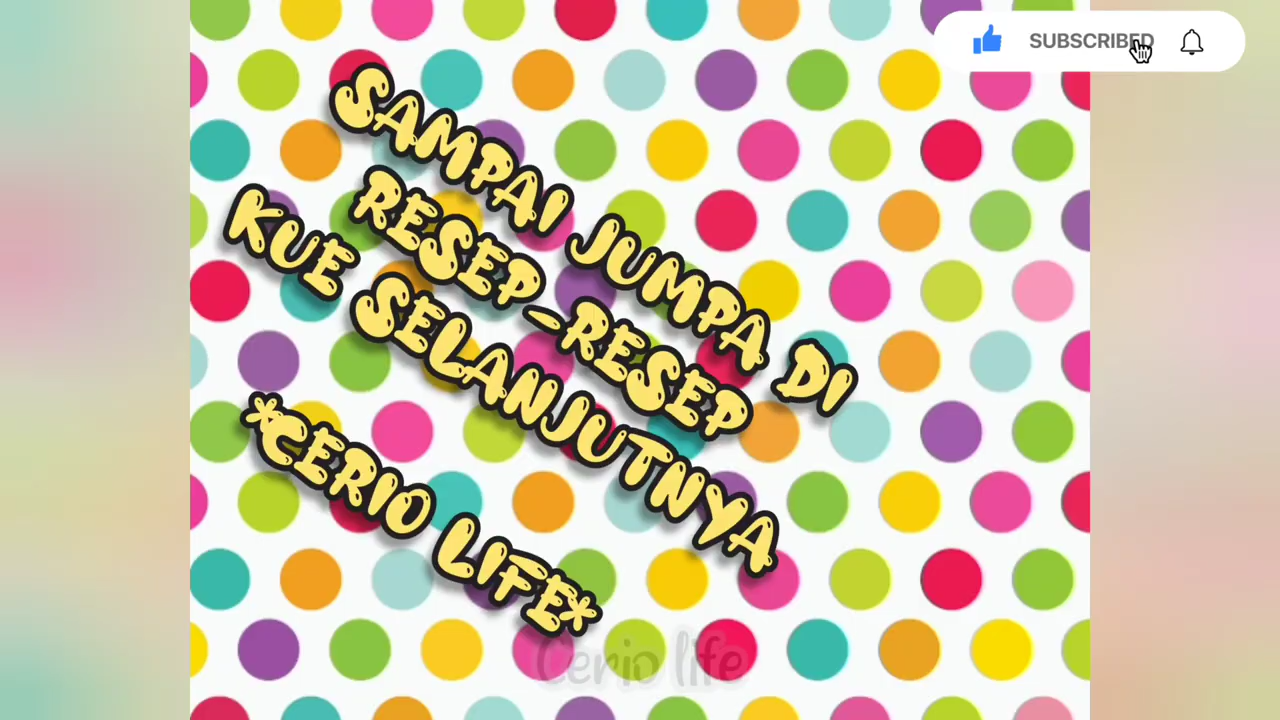 SUBSCRIBED
SAMPAI JUMPA DI
RESEP-RESEP
KUE SELANJUTNYA
*CERIO LIFE*
Cerio life